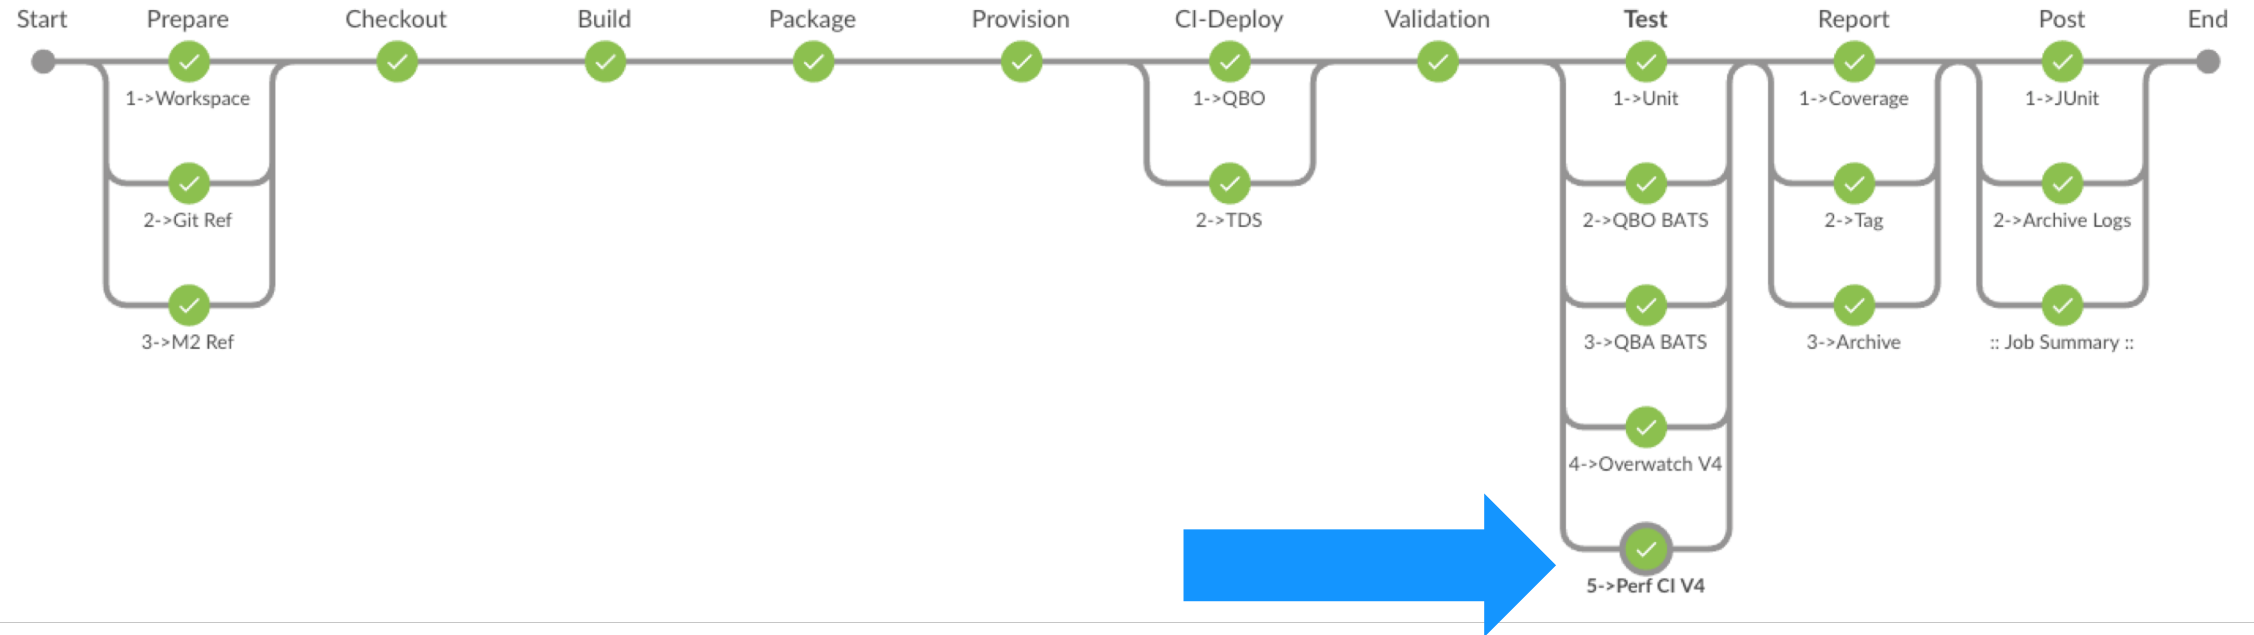 Start
Prepare
Checkout
Build
Package
Provision
CI-Deploy
Validation
Test
Report
Post
End
1->Workspace
1->QBO
1->Unit
1->Coverage
1->JUnit
2->Git Ref
2->TDS
2->QBO BATS
2->Tag
2->Archive Logs
3->M2 Ref
3->QBA BATS
3->Archive
:: Job Summary ::
4->Overwatch V4
5->Perf CI V4